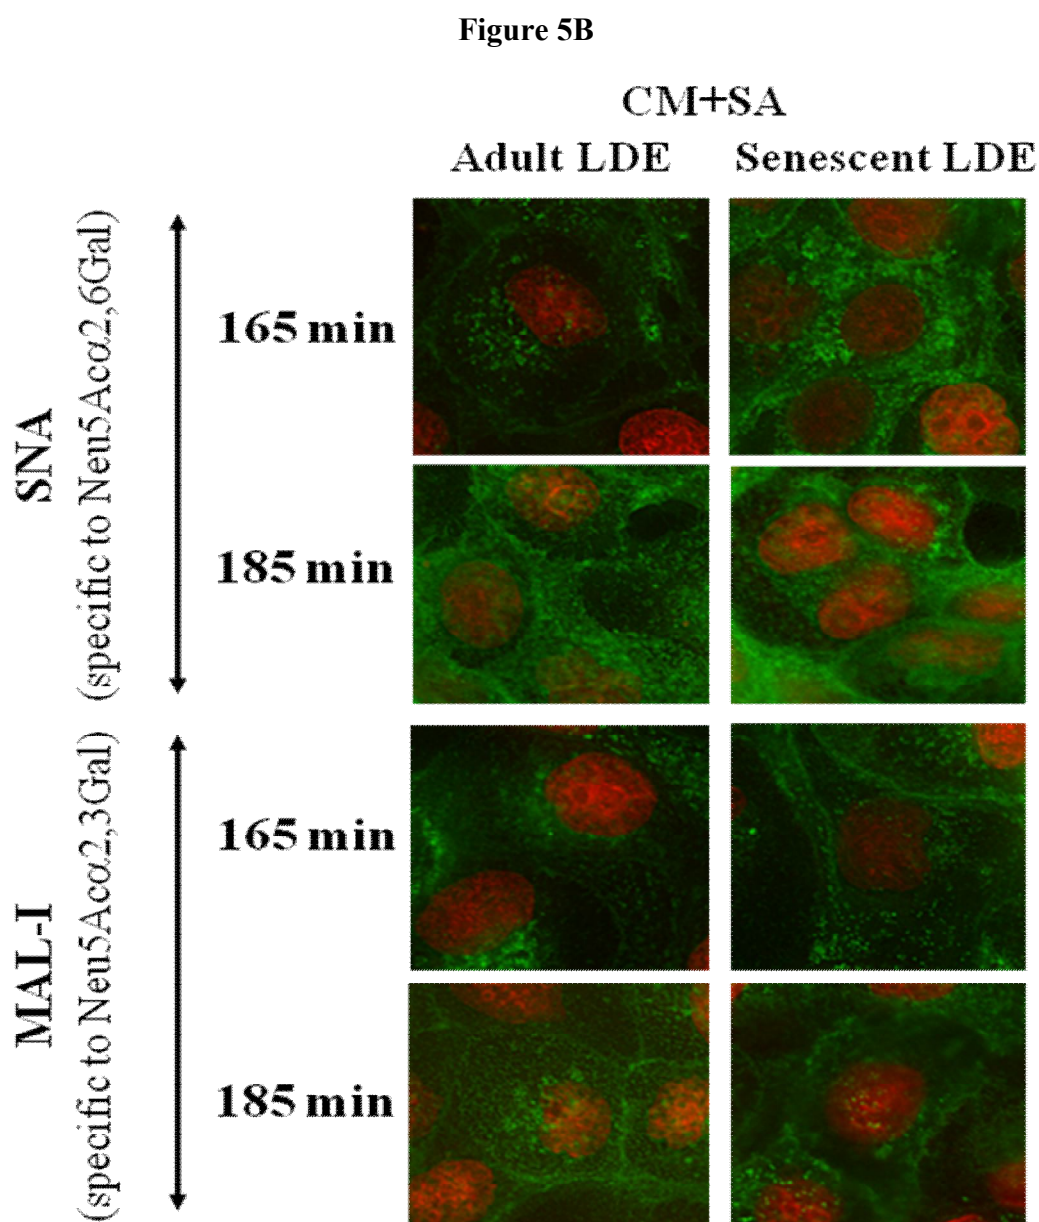 Figure 5B
CM+SA
Adult LDE
Senescent LDE
SNA
(specific to Neu5Acα2,6Gal)
165 min
185 min
MAL-I
(specific to Neu5Acα2,3Gal)
165 min
185 min